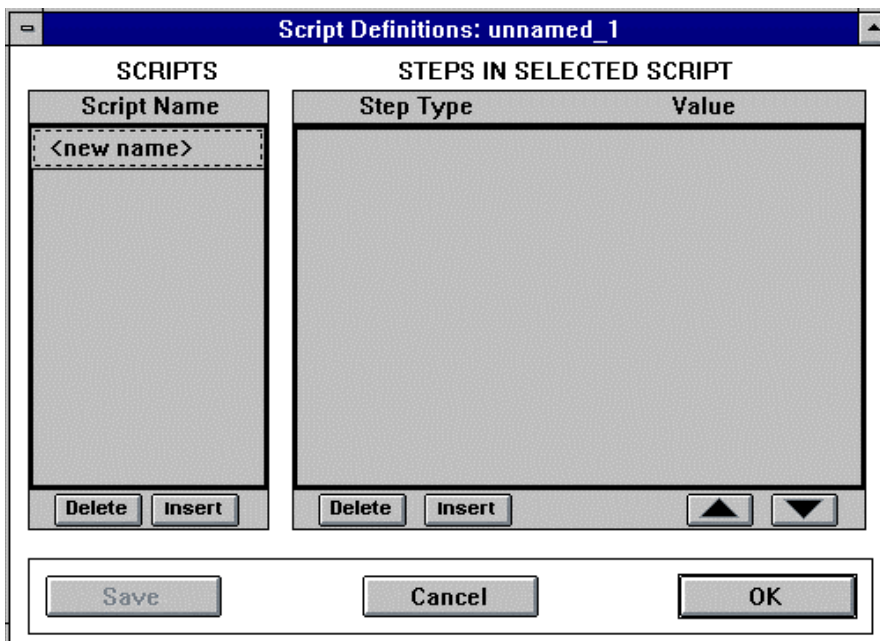 Script Definitions: unnamed_1
SCRIPTS
STEPS IN SELECTED SCRIPT
Script Name
Step Type Value
<new name>
Delete Insert
Delete Insert
Save Cancel OK